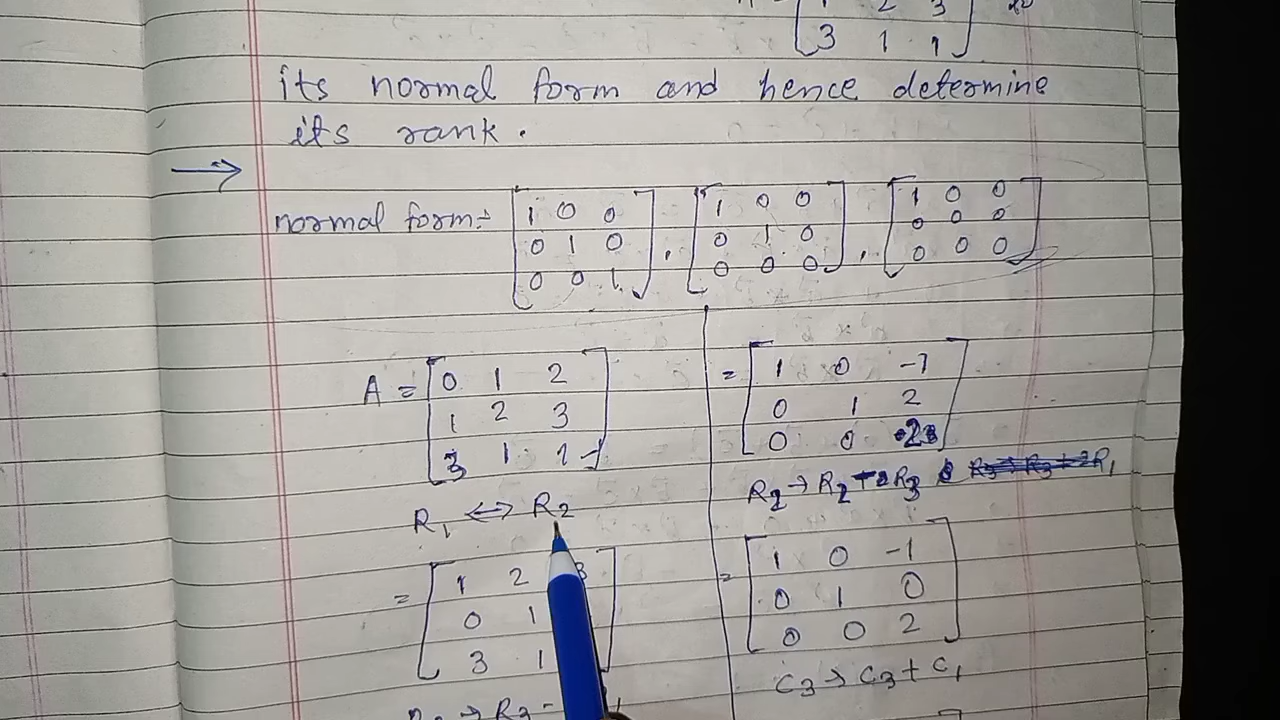 2 3
3 1 1
its normal form and hence determine
its rank.
→
normal form:- [1 0 0 , [1 0 0 , [1 0 0
0 1 0 0 1 0 0 0 0
0 0 1] 0 0 0] 0 0 0]
A = [0 1 2
1 2 3
3 1 1]
R1 ↔ R2
= [1 2 3
0 1
3 1 ]
= [1 0 -1
0 1 2
0 0 2]
R2 → R2 - R3
= [1 0 -1
0 1 0
0 0 2]
C3 → C3 + C1